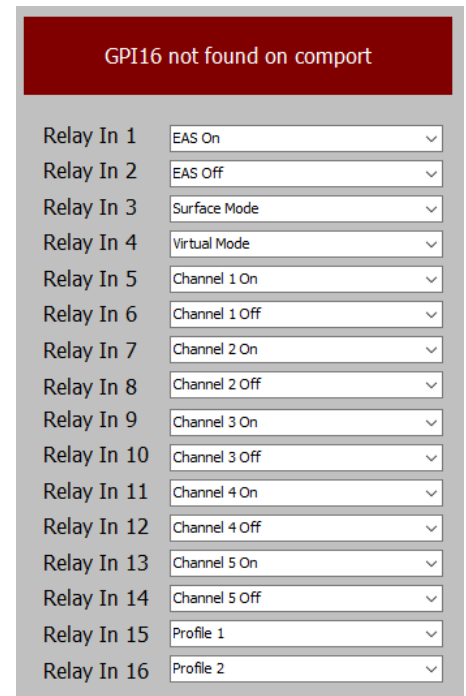 GPI16 not found on comport
Relay In 1 EAS On
Relay In 2 EAS Off
Relay In 3 Surface Mode
Relay In 4 Virtual Mode
Relay In 5 Channel 1 On
Relay In 6 Channel 1 Off
Relay In 7 Channel 2 On
Relay In 8 Channel 2 Off
Relay In 9 Channel 3 On
Relay In 10 Channel 3 Off
Relay In 11 Channel 4 On
Relay In 12 Channel 4 Off
Relay In 13 Channel 5 On
Relay In 14 Channel 5 Off
Relay In 15 Profile 1
Relay In 16 Profile 2